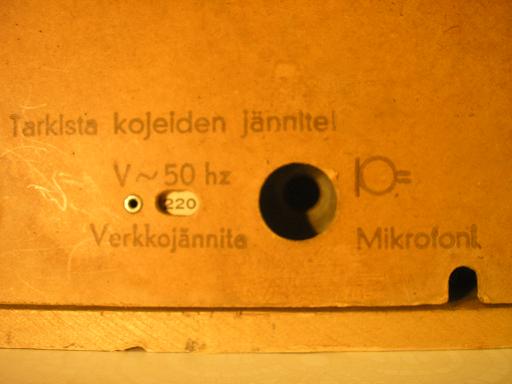 Tarkista kojeiden jännite!
V~50 hz
220
Verkkojännite
Mikrofoni.